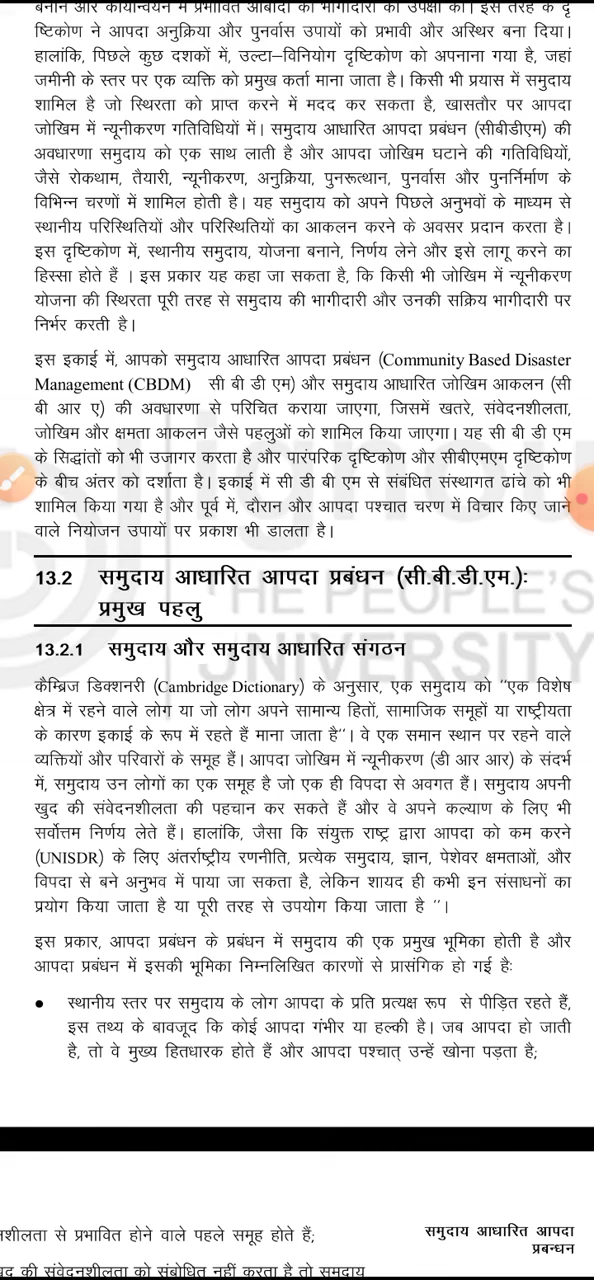 बनाने और कार्यान्वयन में प्रभावित आबादी की भागीदारी की उपेक्षा की। इस तरह के दृ
ष्टिकोण ने आपदा अनुक्रिया और पुनर्वास उपायों को प्रभावी और अस्थिर बना दिया।
हालांकि, पिछले कुछ दशकों में, उल्टा–विनियोग दृष्टिकोण को अपनाना गया है, जहां
जमीनी के स्तर पर एक व्यक्ति को प्रमुख कर्ता माना जाता है। किसी भी प्रयास में समुदाय
शामिल है जो स्थिरता को प्राप्त करने में मदद कर सकता है, खासतौर पर आपदा
जोखिम में न्यूनीकरण गतिविधियों में। समुदाय आधारित आपदा प्रबंधन (सीबीडीएम) की
अवधारणा समुदाय को एक साथ लाती है और आपदा जोखिम घटाने की गतिविधियों,
जैसे रोकथाम, तैयारी, न्यूनीकरण, अनुक्रिया, पुनरूत्थान, पुनर्वास और पुनर्निर्माण के
विभिन्न चरणों में शामिल होती है। यह समुदाय को अपने पिछले अनुभवों के माध्यम से
स्थानीय परिस्थितियों और परिस्थितियों का आकलन करने के अवसर प्रदान करता है।
इस दृष्टिकोण में, स्थानीय समुदाय, योजना बनाने, निर्णय लेने और इसे लागू करने का
हिस्सा होते हैं । इस प्रकार यह कहा जा सकता है, कि किसी भी जोखिम में न्यूनीकरण
योजना की स्थिरता पूरी तरह से समुदाय की भागीदारी और उनकी सक्रिय भागीदारी पर
निर्भर करती है।
इस इकाई में, आपको समुदाय आधारित आपदा प्रबंधन (Community Based Disaster
Management (CBDM) सी बी डी एम) और समुदाय आधारित जोखिम आकलन (सी
बी आर ए) की अवधारणा से परिचित कराया जाएगा, जिसमें खतरे, संवेदनशीलता,
जोखिम और क्षमता आकलन जैसे पहलुओं को शामिल किया जाएगा। यह सी बी डी एम
के सिद्धांतों को भी उजागर करता है और पारंपरिक दृष्टिकोण और सीबीएमएम दृष्टिकोण
के बीच अंतर को दर्शाता है। इकाई में सी डी बी एम से संबंधित संस्थागत ढांचे को भी
शामिल किया गया है और पूर्व में, दौरान और आपदा पश्चात चरण में विचार किए जाने
वाले नियोजन उपायों पर प्रकाश भी डालता है।
ignou
THE PEOPLE'S
UNIVERSITY
13.2 समुदाय आधारित आपदा प्रबंधन (सी.बी.डी.एम.):
प्रमुख पहलु
13.2.1 समुदाय और समुदाय आधारित संगठन
कैम्ब्रिज डिक्शनरी (Cambridge Dictionary) के अनुसार, एक समुदाय को ''एक विशेष
क्षेत्र में रहने वाले लोग या जो लोग अपने सामान्य हितों, सामाजिक समूहों या राष्ट्रीयता
के कारण इकाई के रूप में रहते हैं माना जाता है''। वे एक समान स्थान पर रहने वाले
व्यक्तियों और परिवारों के समूह हैं। आपदा जोखिम में न्यूनीकरण (डी आर आर) के संदर्भ
में, समुदाय उन लोगों का एक समूह है जो एक ही विपदा से अवगत हैं। समुदाय अपनी
खुद की संवेदनशीलता की पहचान कर सकते हैं और वे अपने कल्याण के लिए भी
सर्वोत्तम निर्णय लेते हैं। हालांकि, जैसा कि संयुक्त राष्ट्र द्वारा आपदा को कम करने
(UNISDR) के लिए अंतर्राष्ट्रीय रणनीति, प्रत्येक समुदाय, ज्ञान, पेशेवर क्षमताओं, और
विपदा से बने अनुभव में पाया जा सकता है, लेकिन शायद ही कभी इन संसाधनों का
प्रयोग किया जाता है या पूरी तरह से उपयोग किया जाता है ''।
इस प्रकार, आपदा प्रबंधन के प्रबंधन में समुदाय की एक प्रमुख भूमिका होती है और
आपदा प्रबंधन में इसकी भूमिका निम्नलिखित कारणों से प्रासंगिक हो गई है:
● स्थानीय स्तर पर समुदाय के लोग आपदा के प्रति प्रत्यक्ष रूप से पीड़ित रहते हैं,
इस तथ्य के बावजूद कि कोई आपदा गंभीर या हल्की है। जब आपदा हो जाती
है, तो वे मुख्य हितधारक होते हैं और आपदा पश्चात् उन्हें खोना पड़ता है;
नशीलता से प्रभावित होने वाले पहले समूह होते हैं;
समुदाय आधारित आपदा
प्रबन्धन
की संवेदनशीलता को संबोधित नहीं करता है तो समुदाय